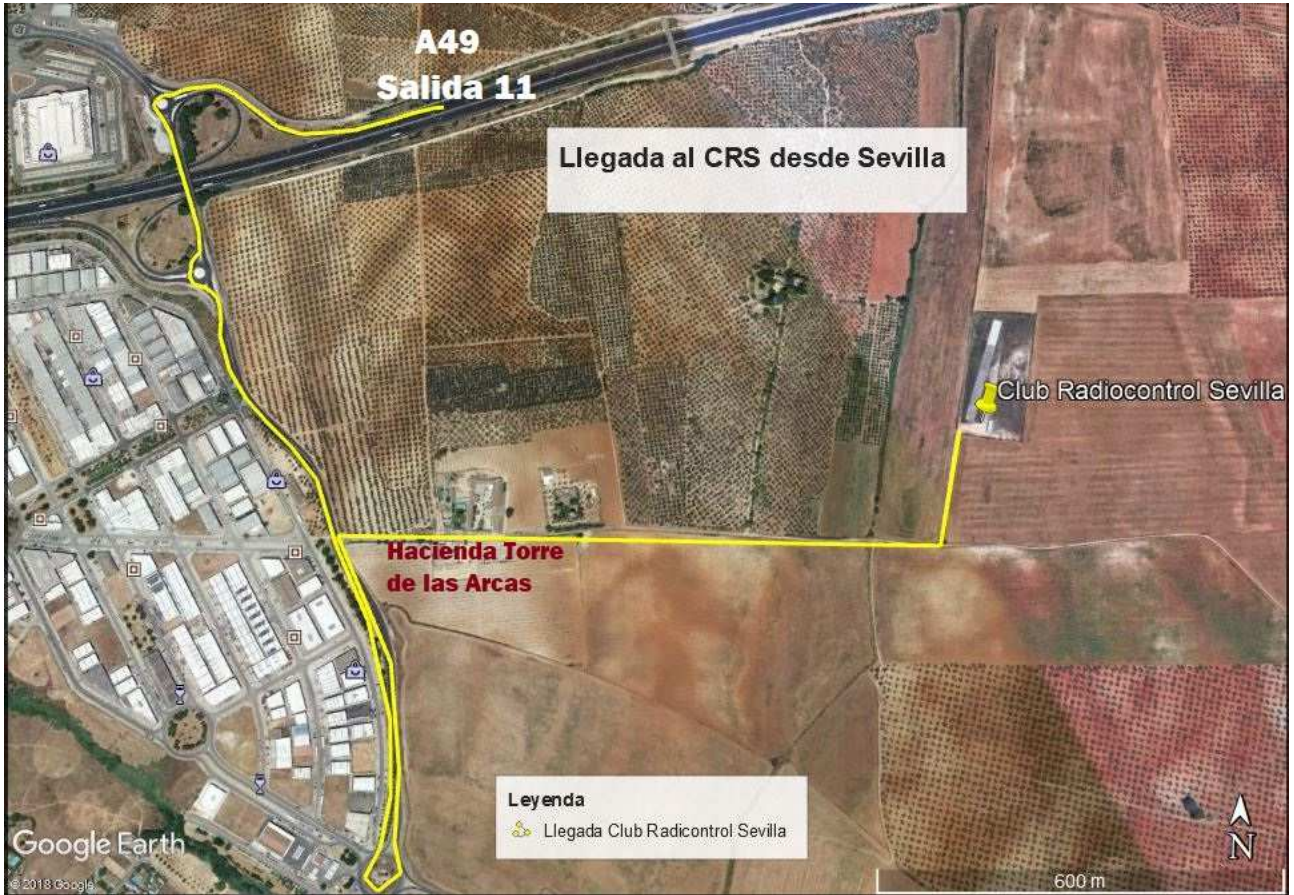 A49
Salida 11
Llegada al CRS desde Sevilla
Club Radiocontrol Sevilla
Hacienda Torre
de las Arcas
Leyenda
Llegada Club Radicontrol Sevilla
Google Earth
© 2018 Google
N
600 m